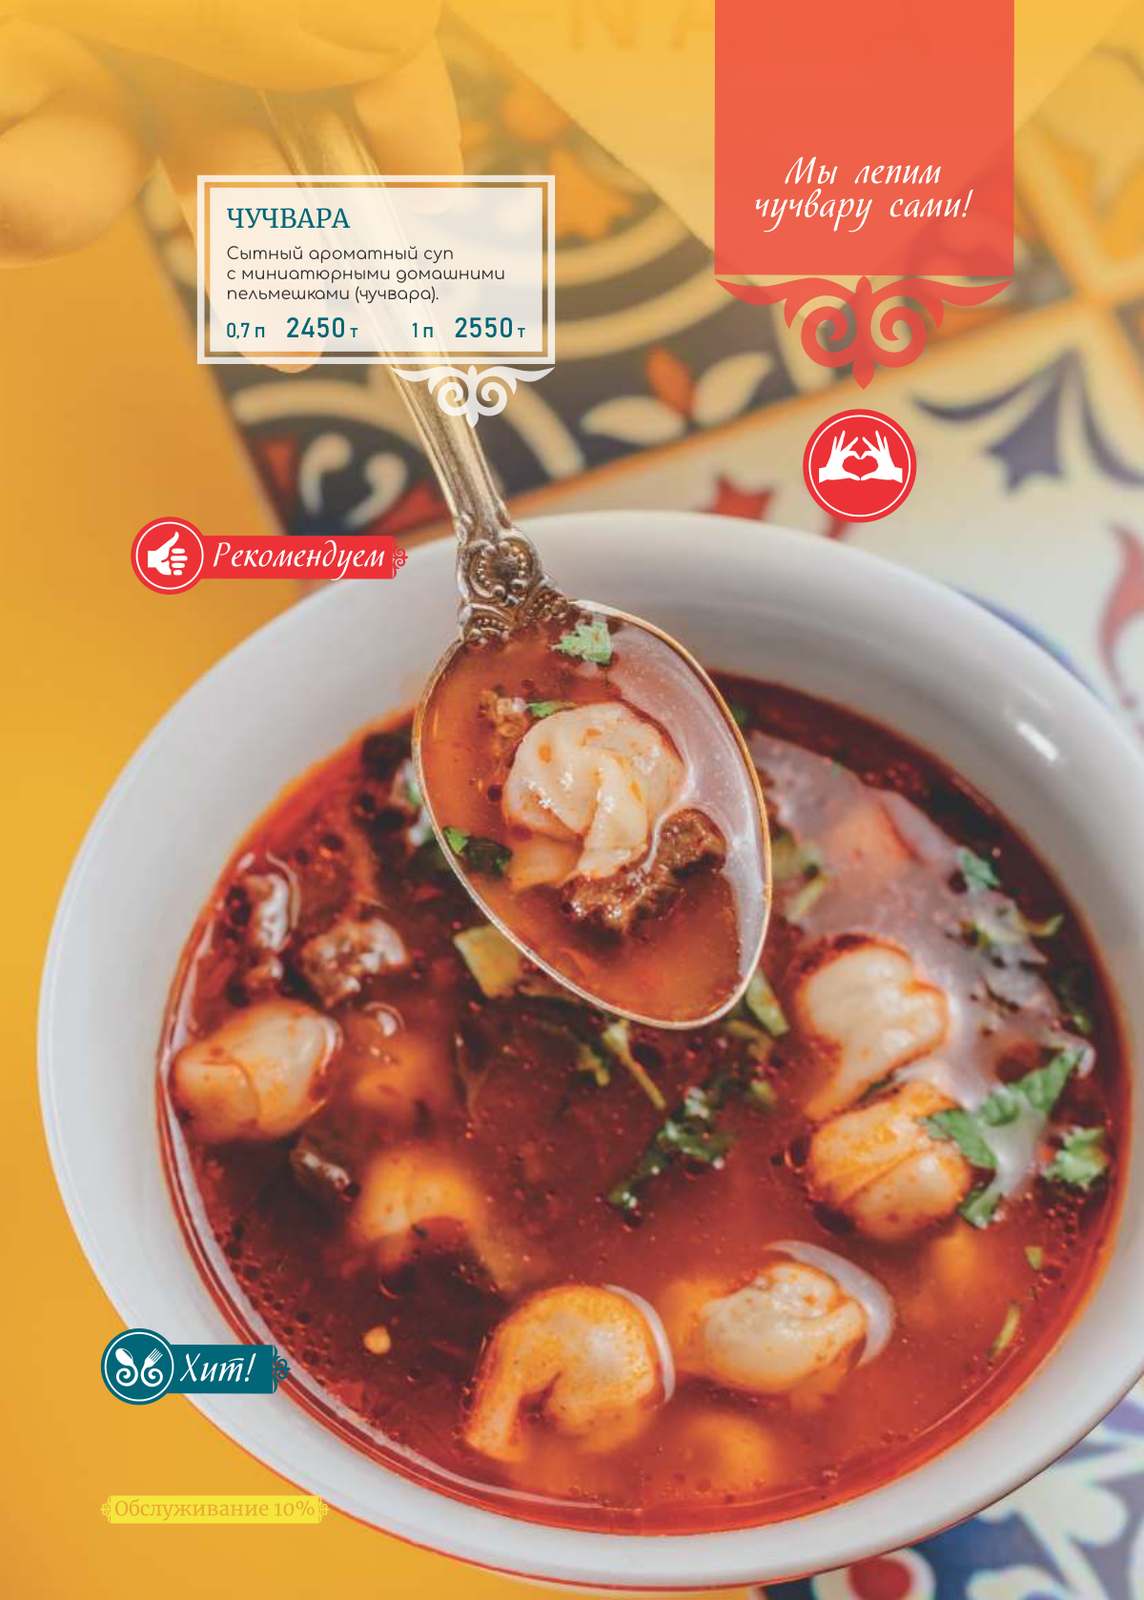 Мы лепим
чучвару сами!
ЧУЧВАРА
Сытный ароматный суп
с миниатюрными домашними
пельмешками (чучвара).
0,7 п 2450 т 1 п 2550 т
Рекомендуем
Хит!
Обслуживание 10%